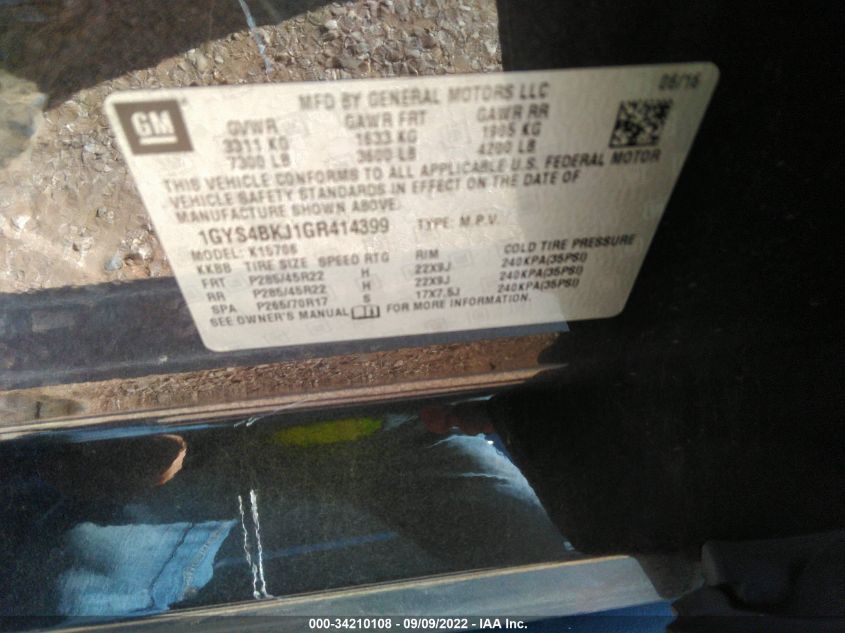 GM
MFD BY GENERAL MOTORS LLC 06/16
GVWR GAWR FRT GAWR RR
3311 KG 1633 KG 1905 KG
7300 LB 3600 LB 4200 LB
THIS VEHICLE CONFORMS TO ALL APPLICABLE U.S. FEDERAL MOTOR
VEHICLE SAFETY STANDARDS IN EFFECT ON THE DATE OF
MANUFACTURE SHOWN ABOVE.
1GYS4BKJ1GR414399 TYPE: M.P.V.
MODEL: K15706
KKBB TIRE SIZE SPEED RTG RIM COLD TIRE PRESSURE
FRT P285/45R22 H 22X9J 240KPA(35PSI)
RR P285/45R22 H 22X9J 240KPA(35PSI)
SPA P265/70R17 S 17X7.5J 240KPA(35PSI)
SEE OWNER'S MANUAL FOR MORE INFORMATION.
000-34210108 - 09/09/2022 - IAA Inc.